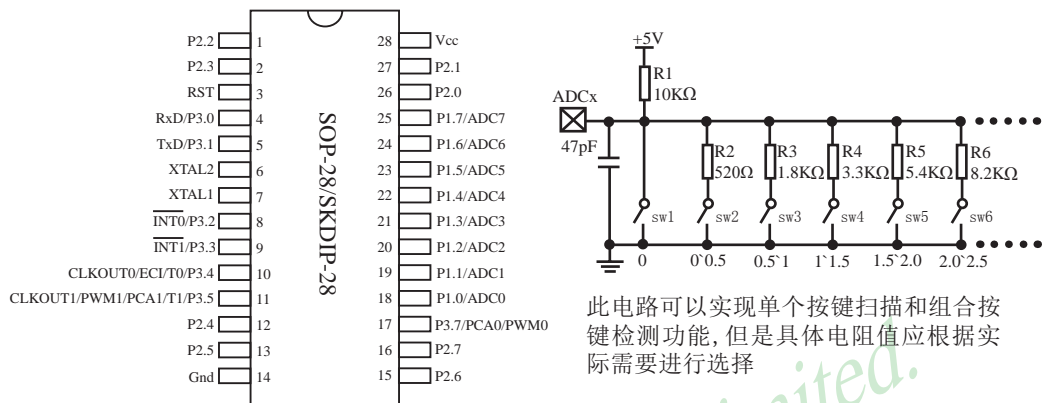 P2.2 1
P2.3 2
RST 3
RxD/P3.0 4
TxD/P3.1 5
XTAL2 6
XTAL1 7
INT0/P3.2 8
INT1/P3.3 9
CLKOUT0/ECI/T0/P3.4 10
CLKOUT1/PWM1/PCA1/T1/P3.5 11
P2.4 12
P2.5 13
Gnd 14
SOP-28/SKDIP-28
28 Vcc
27 P2.1
26 P2.0
25 P1.7/ADC7
24 P1.6/ADC6
23 P1.5/ADC5
22 P1.4/ADC4
21 P1.3/ADC3
20 P1.2/ADC2
19 P1.1/ADC1
18 P1.0/ADC0
17 P3.7/PCA0/PWM0
16 P2.7
15 P2.6
+5V
R1
10KΩ
ADCx
47pF
R2
520Ω
R3
1.8KΩ
R4
3.3KΩ
R5
5.4KΩ
R6
8.2KΩ
sw1 sw2 sw3 sw4 sw5 sw6
0 0`0.5 0.5`1 1`1.5 1.5`2.0 2.0`2.5
此电路可以实现单个按键扫描和组合按
键检测功能,但是具体电阻值应根据实
际需要进行选择